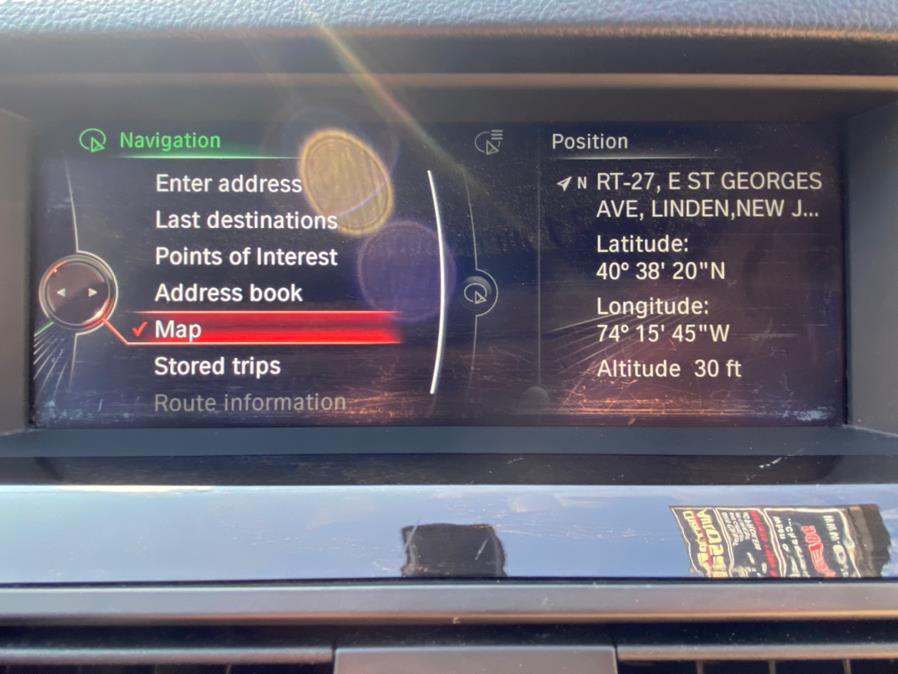 Navigation
Enter address
Last destinations
Points of Interest
Address book
Map
Stored trips
Route information
Position
N RT-27, E ST GEORGES
AVE, LINDEN,NEW J...
Latitude:
40° 38' 20"N
Longitude:
74° 15' 45"W
Altitude 30 ft